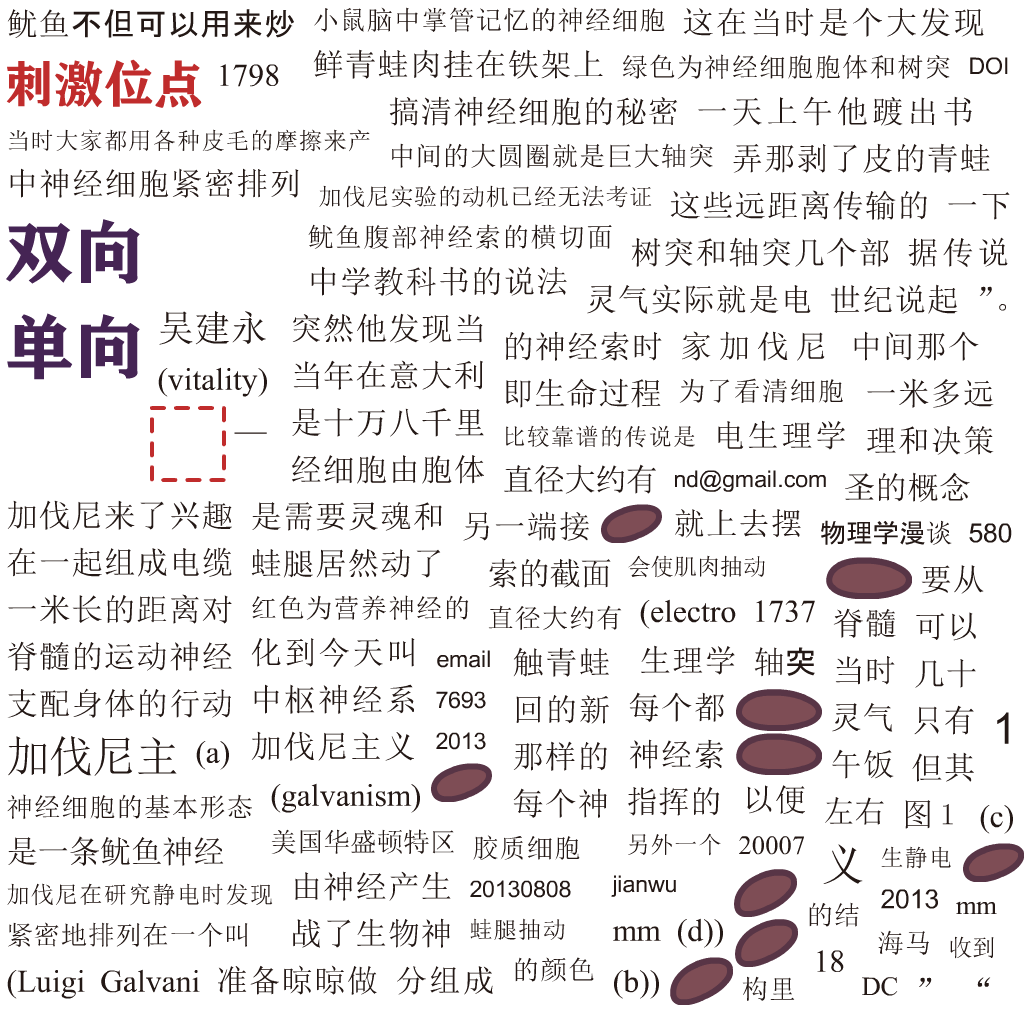 鱿鱼不但可以用来炒
小鼠脑中掌管记忆的神经细胞
这在当时是个大发现
刺激位点
1798
鲜青蛙肉挂在铁架上
绿色为神经细胞胞体和树突
DOI
搞清神经细胞的秘密
一天上午他踱出书
当时大家都用各种皮毛的摩擦来产
中间的大圆圈就是巨大轴突
弄那剥了皮的青蛙
中神经细胞紧密排列
加伐尼实验的动机已经无法考证
这些远距离传输的
一下
双向
鱿鱼腹部神经索的横切面
树突和轴突几个部
据传说
中学教科书的说法
灵气实际就是电
世纪说起
”。
单向
吴建永
突然他发现当
的神经索时
家加伐尼
中间那个
(vitality)
当年在意大利
即生命过程
为了看清细胞
一米多远
—
是十万八千里
比较靠谱的传说是
电生理学
理和决策
经细胞由胞体
直径大约有
nd@gmail.com
圣的概念
加伐尼来了兴趣
是需要灵魂和
另一端接
就上去摆
物理学漫谈
580
在一起组成电缆
蛙腿居然动了
索的截面
会使肌肉抽动
要从
一米长的距离对
红色为营养神经的
直径大约有
(electro
1737
脊髓
可以
脊髓的运动神经
化到今天叫
email
触青蛙
生理学
轴突
当时
几十
支配身体的行动
中枢神经系
7693
回的新
每个都
灵气
只有
1
加伐尼主
(a)
加伐尼主义
2013
那样的
神经索
午饭
但其
神经细胞的基本形态
(galvanism)
每个神
指挥的
以便
左右
图1
(c)
是一条鱿鱼神经
美国华盛顿特区
胶质细胞
另外一个
20007
义
生静电
加伐尼在研究静电时发现
由神经产生
20130808
jianwu
的结
2013
mm
紧密地排列在一个叫
战了生物神
蛙腿抽动
mm
(d))
海马
收到
(Luigi
Galvani
准备晾晾做
分组成
的颜色
(b))
构里
18
DC
”
“